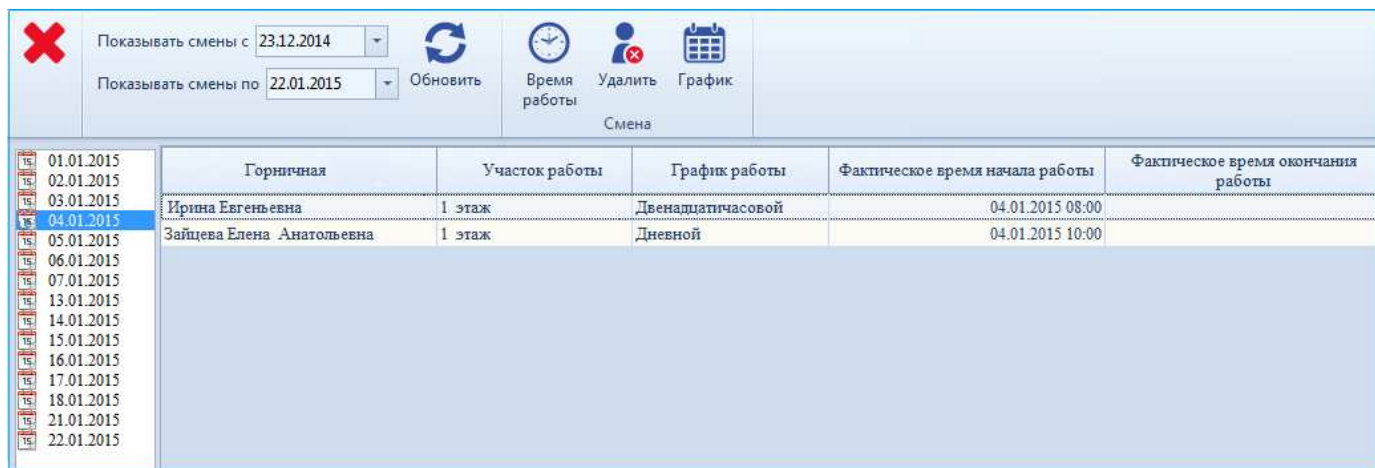 Показывать смены с 23.12.2014
Показывать смены по 22.01.2015
Обновить
Время
работы
Удалить
График
Смена
01.01.2015
02.01.2015
03.01.2015
04.01.2015
05.01.2015
06.01.2015
07.01.2015
13.01.2015
14.01.2015
15.01.2015
16.01.2015
17.01.2015
18.01.2015
21.01.2015
22.01.2015
Горничная Участок работы График работы Фактическое время начала работы Фактическое время окончания
работы
Ирина Евгеньевна 1 этаж Двенадцатичасовой 04.01.2015 08:00
Зайцева Елена Анатольевна 1 этаж Дневной 04.01.2015 10:00